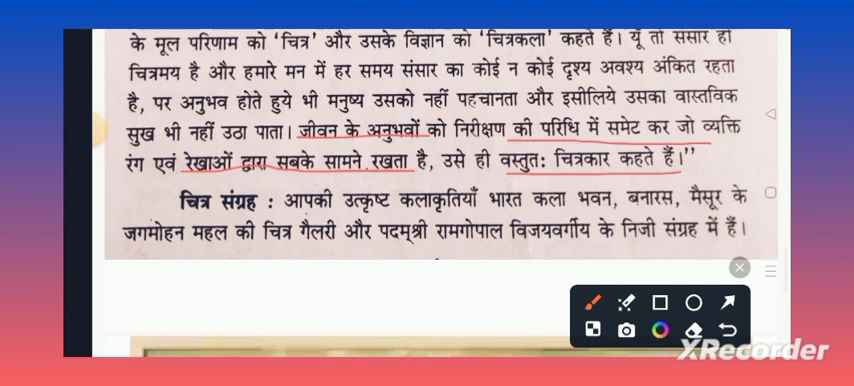 के मूल परिणाम को ‘चित्र’ और उसके विज्ञान को ‘चित्रकला’ कहते हैं। यूँ तो संसार ही
चित्रमय है और हमारे मन में हर समय संसार का कोई न कोई दृश्य अवश्य अंकित रहता
है, पर अनुभव होते हुये भी मनुष्य उसको नहीं पहचानता और इसीलिये उसका वास्तविक
सुख भी नहीं उठा पाता। जीवन के अनुभवों को निरीक्षण की परिधि में समेट कर जो व्यक्ति
रंग एवं रेखाओं द्वारा सबके सामने रखता है, उसे ही वस्तुतः चित्रकार कहते हैं।”
चित्र संग्रह : आपकी उत्कृष्ट कलाकृतियाँ भारत कला भवन, बनारस, मैसूर के
जगमोहन महल की चित्र गैलरी और पदम्श्री रामगोपाल विजयवर्गीय के निजी संग्रह में हैं।
XRecorder